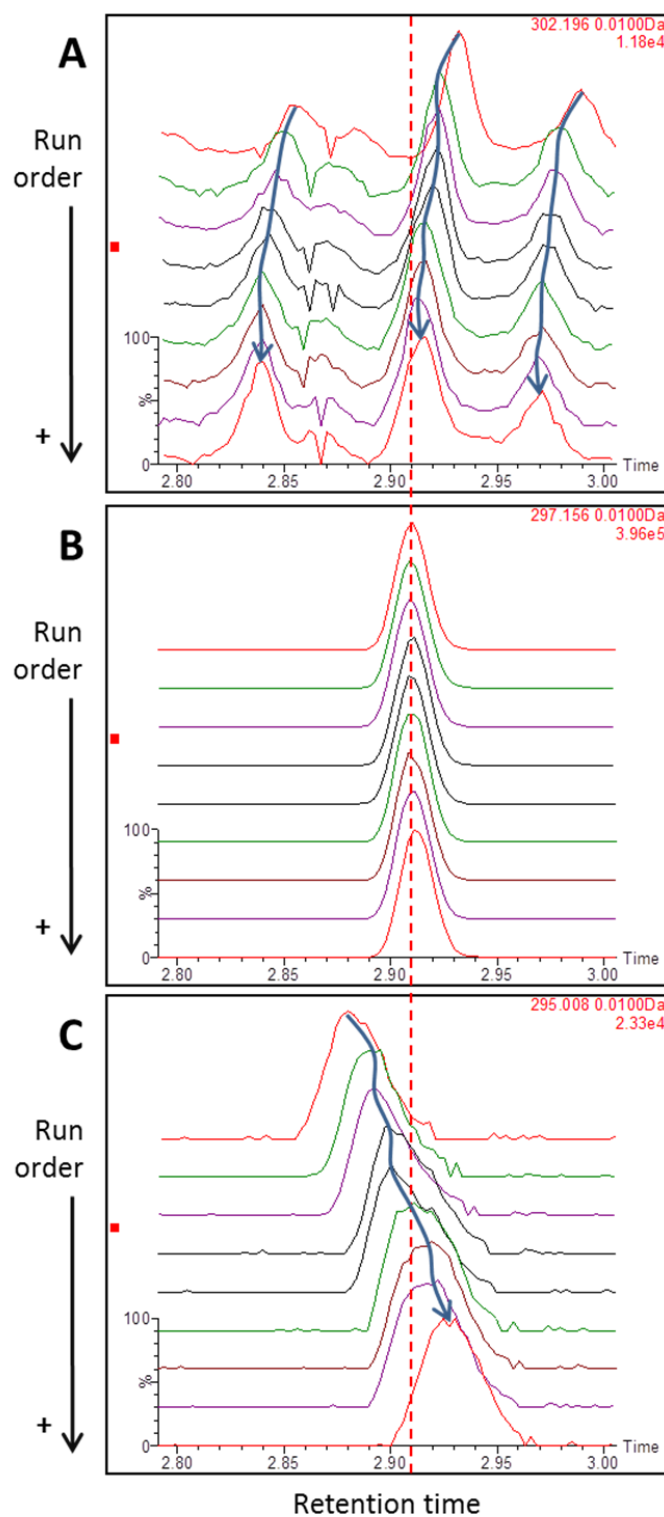 A
302.196 0.0100Da
1.18e4
Run
order
100
%
+
0
2.80 2.85 2.90 2.95 3.00
Time
B
297.156 0.0100Da
3.96e5
Run
order
100
%
+
0
2.80 2.85 2.90 2.95 3.00
Time
C
295.008 0.0100Da
2.33e4
Run
order
100
%
+
0
2.80 2.85 2.90 2.95 3.00
Time
Retention time